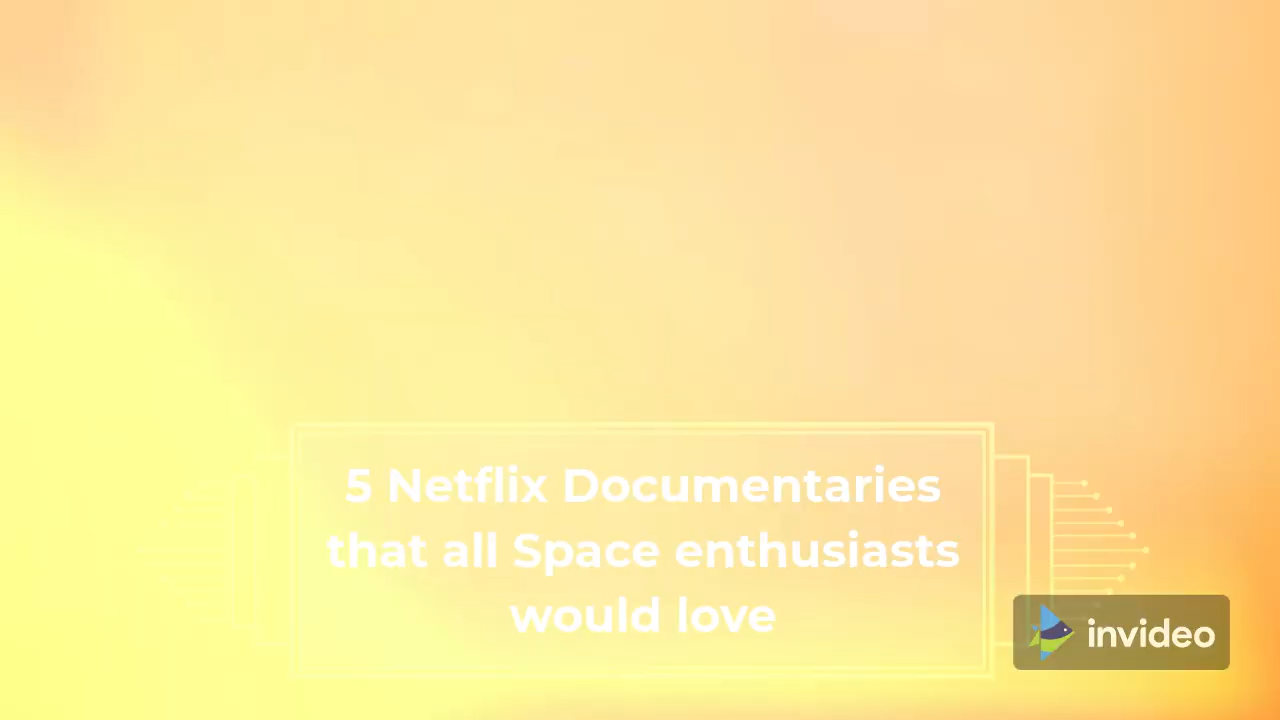 5 Netflix Documentaries
that all Space enthusiasts
would love
invideo